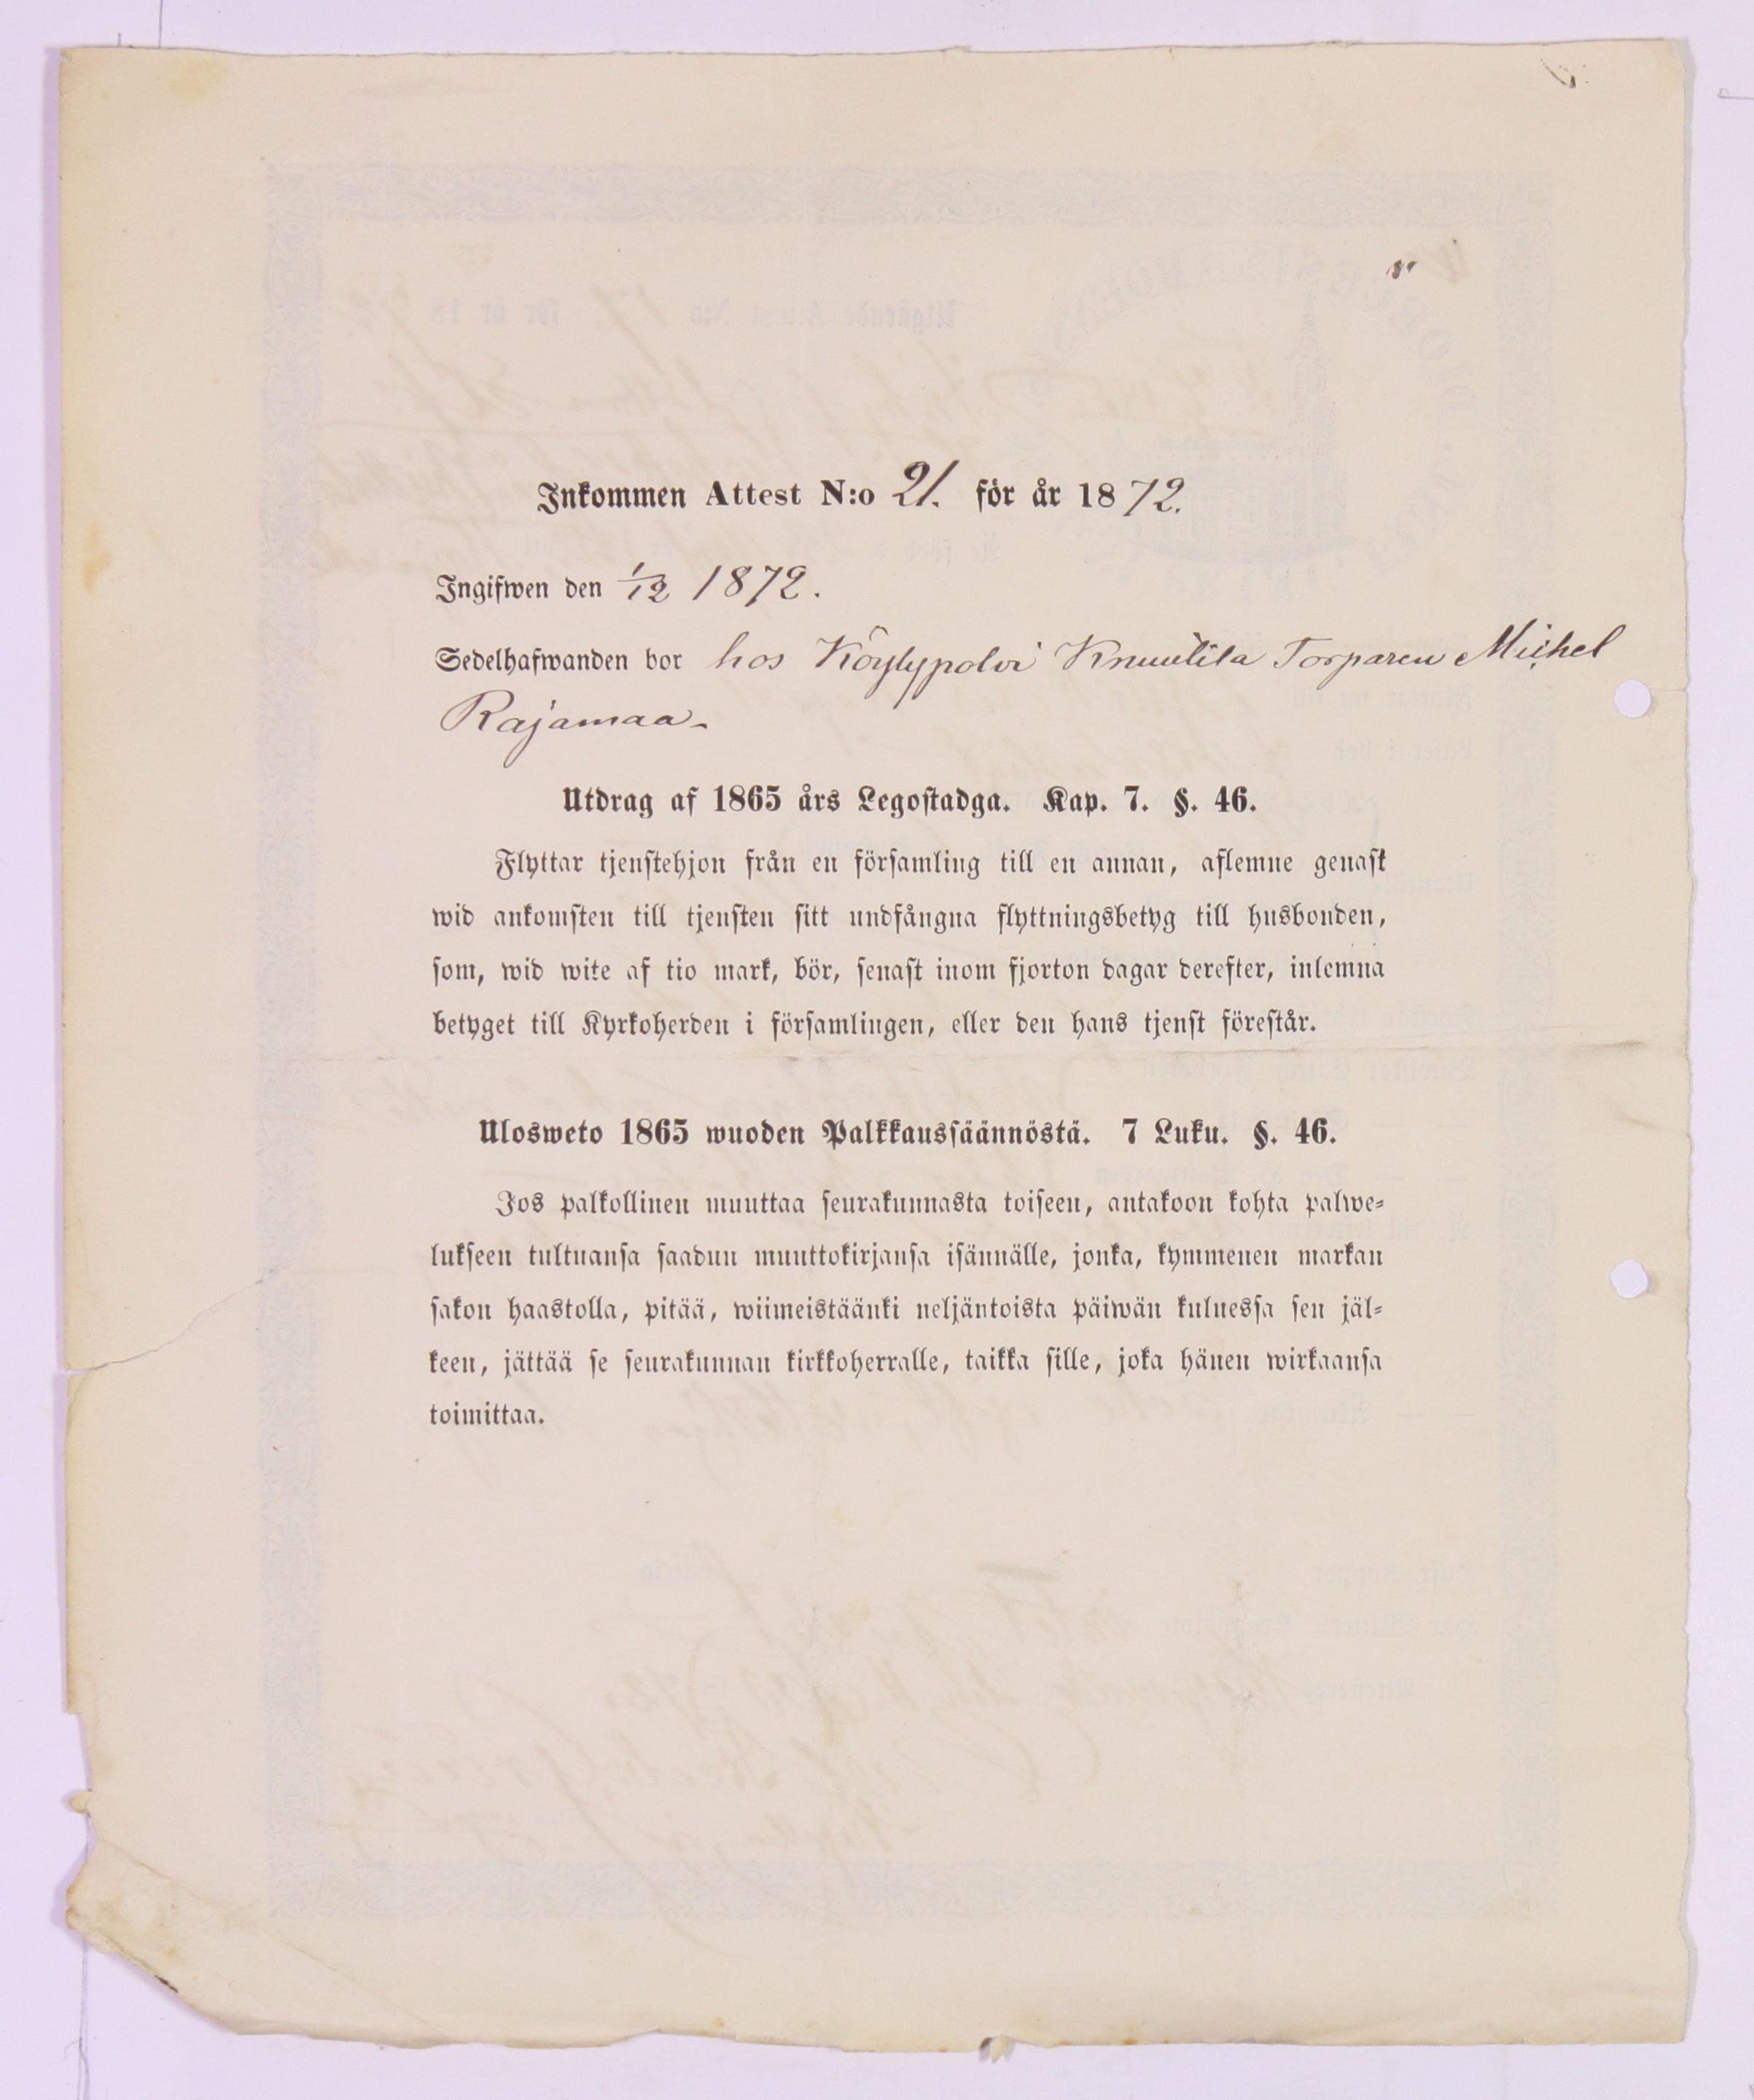 Inkommen Attest N:o 21. för år 1872.
Ingifwen den 1/12 1872.
Sedelhafwanden bor hos Köylypolvi Knuutila Torparen Michel
Rajamaa.
Utdrag af 1865 års Legostadga. Kap. 7. §. 46.
Flyttar tjenstehjon från en församling till en annan, aflemne genast
wid ankomsten till tjensten sitt undfångna flyttningsbetyg till husbonden,
som, wid wite af tio mark, bör, senast inom fjorton dagar derefter, inlemna
betyget till Kyrkoherden i församlingen, eller den hans tjenst förestår.
Ulosweto 1865 wuoden Palkkaussäännöstä. 7 Luku. §. 46.
Jos palkollinen muuttaa seurakunnasta toiseen, antakoon kohta palwe-
lukseen tultuansa saadun muuttokirjansa isännälle, jonka, kymmenen markan
sakon haastolla, pitää, wiimeistäänki neljäntoista päiwän kuluessa sen jäl-
keen, jättää se seurakunnan kirkkoherralle, taikka sille, joka hänen wirkaansa
toimittaa.